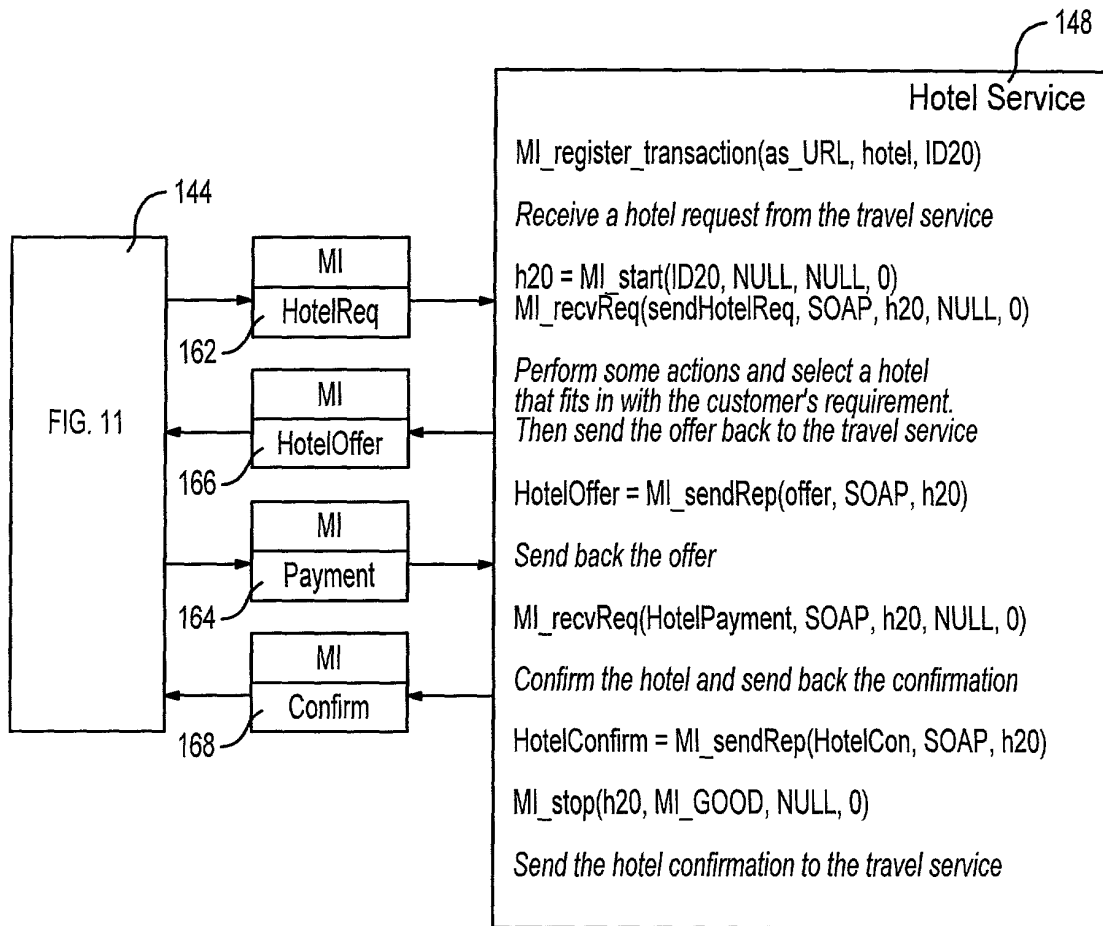 148
Hotel Service
MI_register_transaction(as_URL, hotel, ID20)
Receive a hotel request from the travel service
h20 = MI_start(ID20, NULL, NULL, 0)
MI_recvReq(sendHotelReq, SOAP, h20, NULL, 0)
Perform some actions and select a hotel
that fits in with the customer's requirement.
Then send the offer back to the travel service
HotelOffer = MI_sendRep(offer, SOAP, h20)
Send back the offer
MI_recvReq(HotelPayment, SOAP, h20, NULL, 0)
Confirm the hotel and send back the confirmation
HotelConfirm = MI_sendRep(HotelCon, SOAP, h20)
MI_stop(h20, MI_GOOD, NULL, 0)
Send the hotel confirmation to the travel service
144
FIG. 11
MI
HotelReq
162
MI
HotelOffer
166
MI
Payment
164
MI
Confirm
168